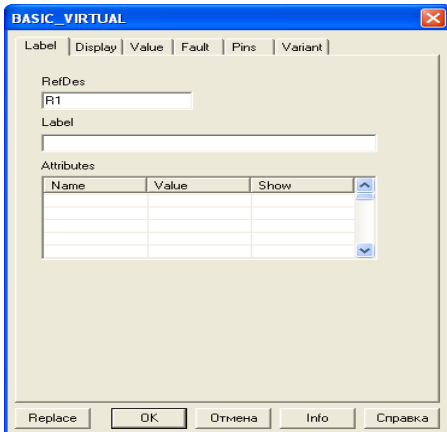 BASIC_VIRTUAL
Label Display Value Fault Pins Variant
RefDes
R1
Label
Attributes
Name Value Show
Replace OK Отмена Info Справка